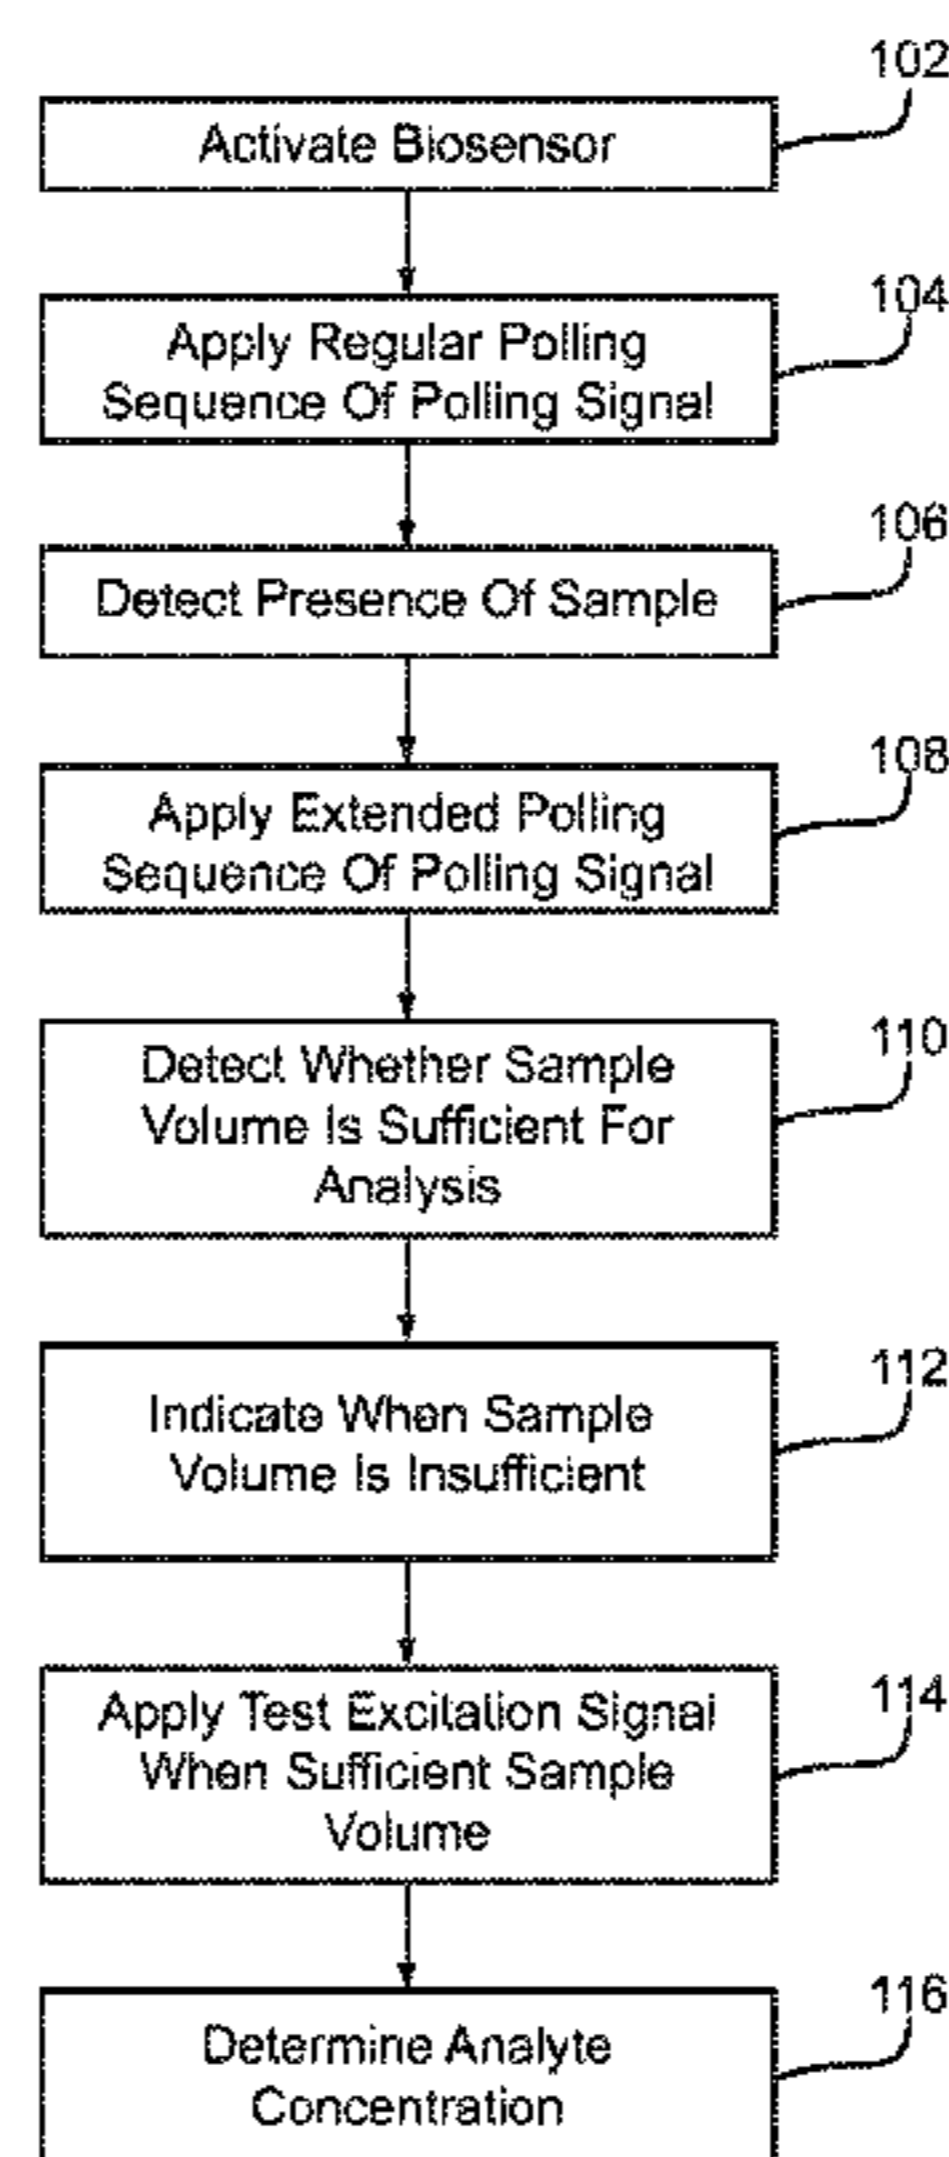 102
Activate Biosensor
104
Apply Regular Polling
Sequence Of Polling Signal
106
Detect Presence Of Sample
108
Apply Extended Polling
Sequence Of Polling Signal
110
Detect Whether Sample
Volume Is Sufficient For
Analysis
112
Indicate When Sample
Volume Is Insufficient
114
Apply Test Excitation Signal
When Sufficient Sample
Volume
116
Determine Analyte
Concentration